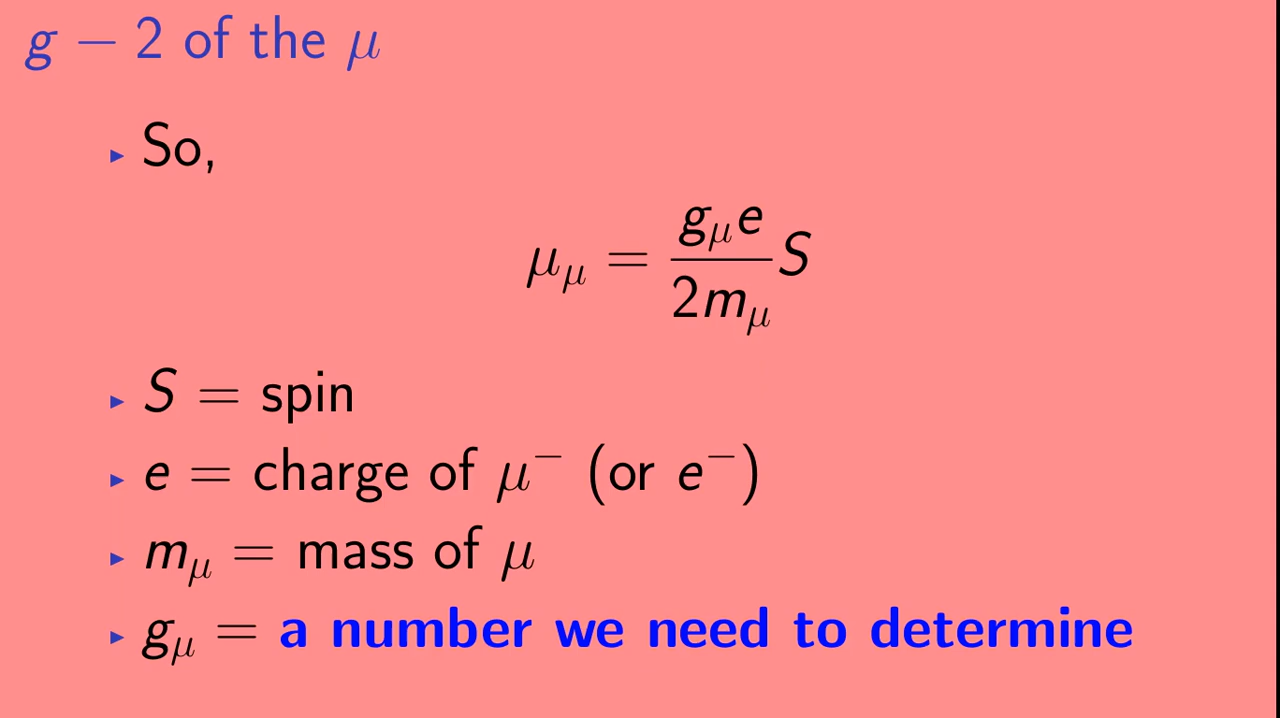 g − 2 of the μ
▸ So,
μ_μ = \frac{g_μ e}{2m_μ} S
▸ S = spin
▸ e = charge of μ⁻ (or e⁻)
▸ m_μ = mass of μ
▸ g_μ = a number we need to determine